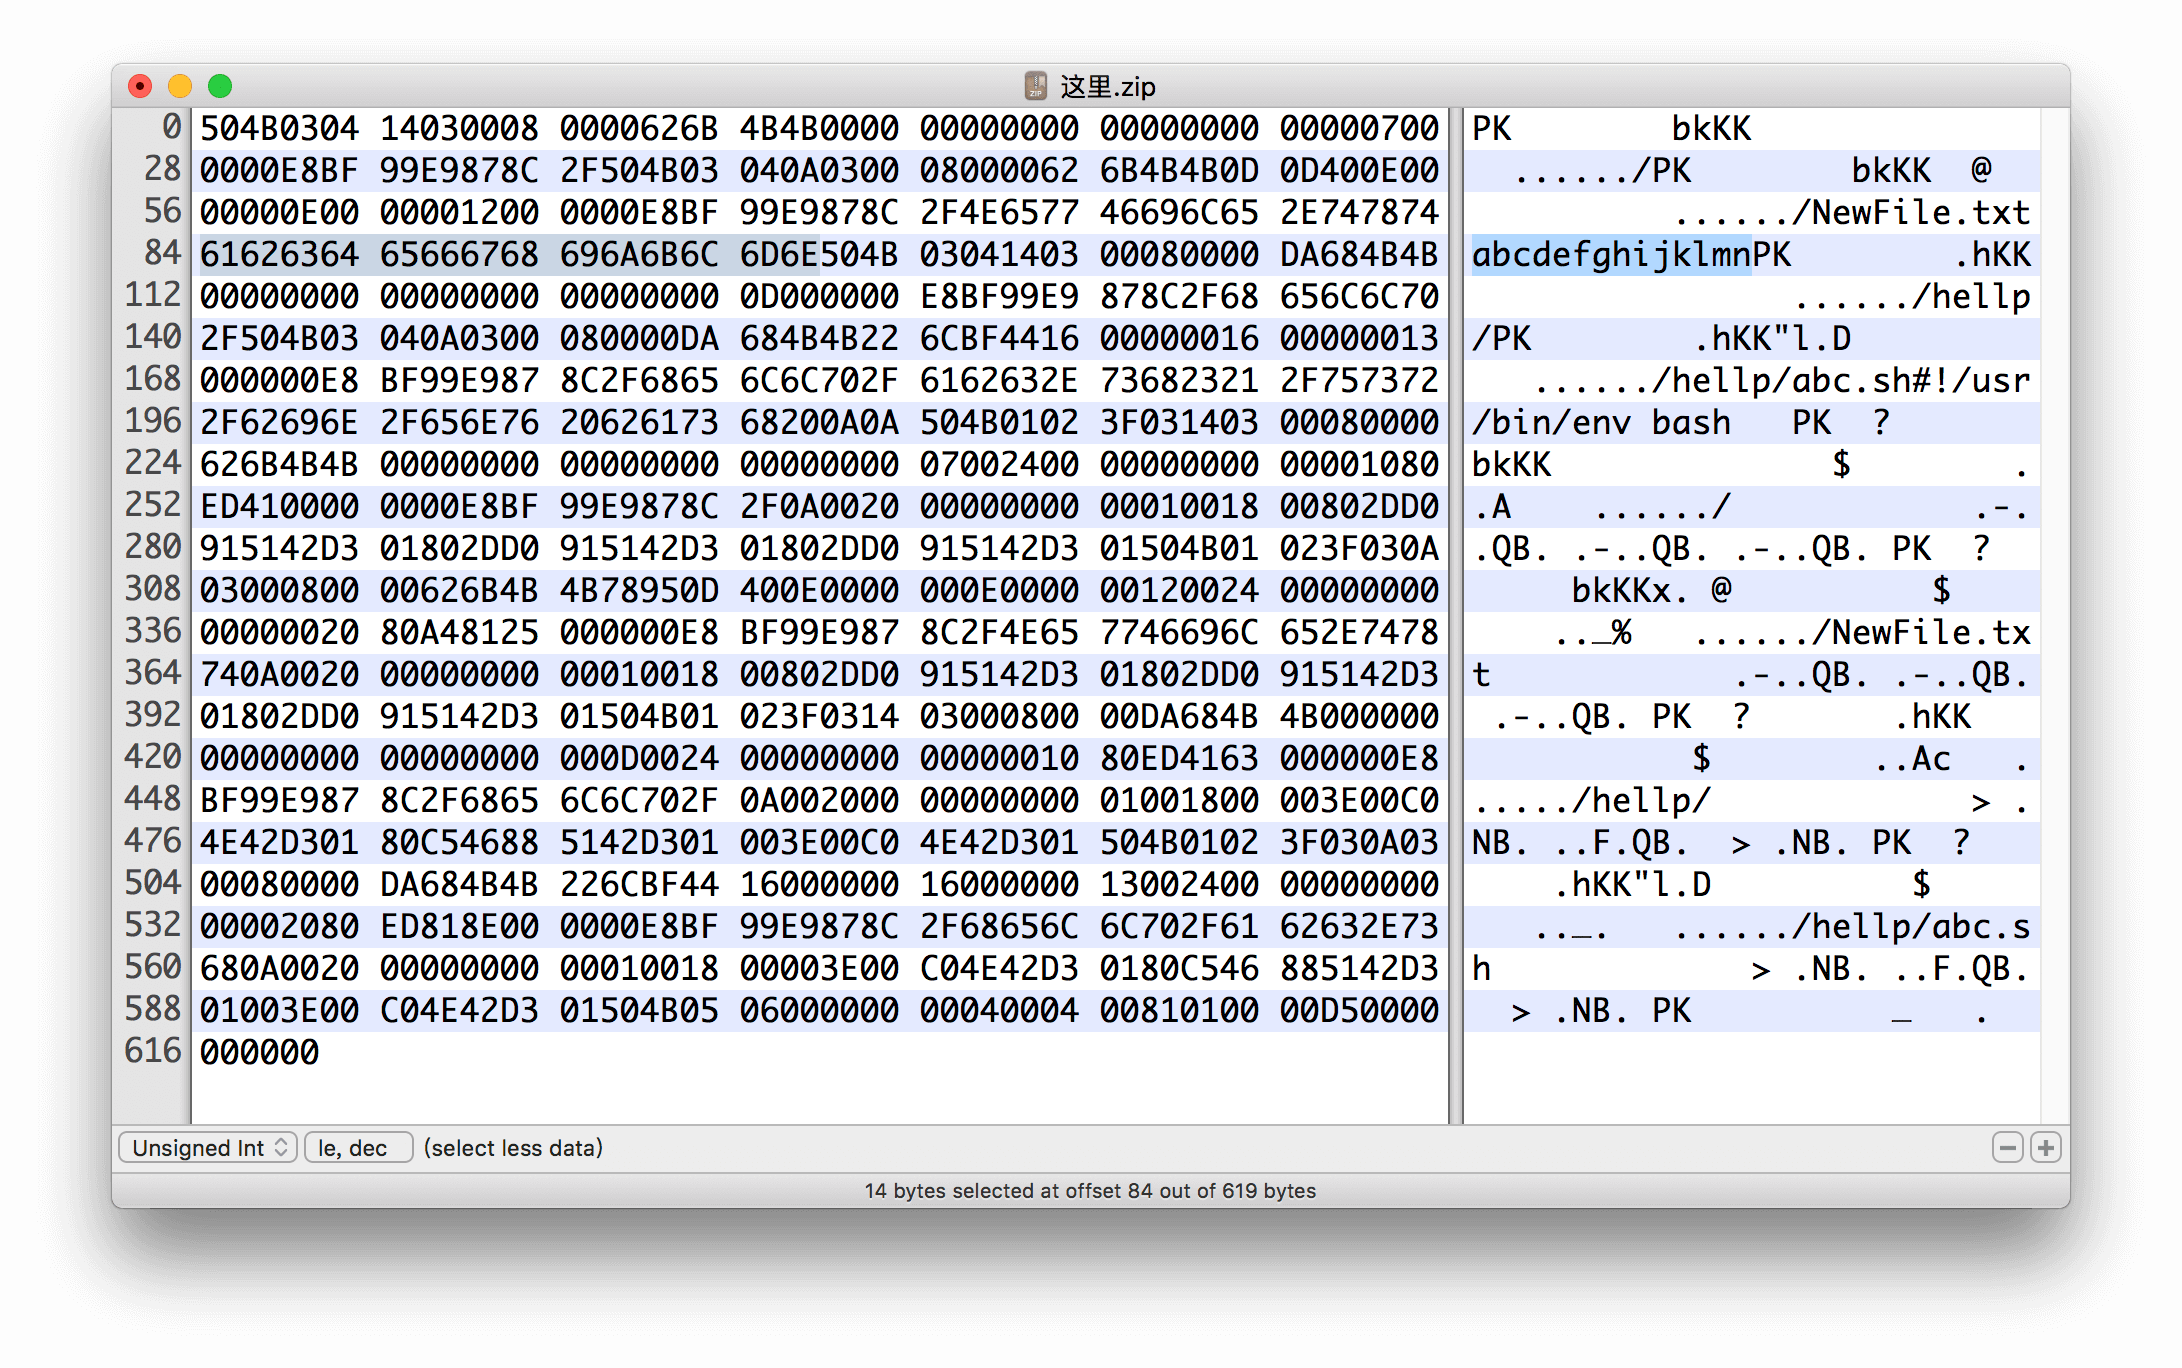 这里.zip
0 504B0304 14030008 0000626B 4B4B0000 00000000 00000000 00000700 PK bkKK
28 0000E8BF 99E9878C 2F504B03 040A0300 08000062 6B4B4B0D 0D400E00 ....../PK bkKK @
56 00000E00 00001200 0000E8BF 99E9878C 2F4E6577 46696C65 2E747874 ....../NewFile.txt
84 61626364 65666768 696A6B6C 6D6E504B 03041403 00080000 DA684B4B abcdefghijklmnPK .hKK
112 00000000 00000000 00000000 0D000000 E8BF99E9 878C2F68 656C6C70 ....../hellp
140 2F504B03 040A0300 080000DA 684B4B22 6CBF4416 00000016 00000013 /PK .hKK"l.D
168 000000E8 BF99E987 8C2F6865 6C6C702F 6162632E 73682321 2F757372 ....../hellp/abc.sh#!/usr
196 2F62696E 2F656E76 20626173 68200A0A 504B0102 3F031403 00080000 /bin/env bash PK ?
224 626B4B4B 00000000 00000000 00000000 07002400 00000000 00001080 bkKK $ .
252 ED410000 0000E8BF 99E9878C 2F0A0020 00000000 00010018 00802DD0 .A ....../ .-.
280 915142D3 01802DD0 915142D3 01802DD0 915142D3 01504B01 023F030A .QB. .-..QB. .-..QB. PK ?
308 03000800 00626B4B 4B78950D 400E0000 000E0000 00120024 00000000 bkKKx. @ $
336 00000020 80A48125 000000E8 BF99E987 8C2F4E65 7746696C 652E7478 .._% ....../NewFile.tx
364 740A0020 00000000 00010018 00802DD0 915142D3 01802DD0 915142D3 t .-..QB. .-..QB.
392 01802DD0 915142D3 01504B01 023F0314 03000800 00DA684B 4B000000 .-..QB. PK ? .hKK
420 00000000 00000000 000D0024 00000000 00000010 80ED4163 000000E8 $ ..Ac .
448 BF99E987 8C2F6865 6C6C702F 0A002000 00000000 01001800 003E00C0 ...../hellp/ > .
476 4E42D301 80C54688 5142D301 003E00C0 4E42D301 504B0102 3F030A03 NB. ..F.QB. > .NB. PK ?
504 00080000 DA684B4B 226CBF44 16000000 16000000 13002400 00000000 .hKK"l.D $
532 00002080 ED818E00 0000E8BF 99E9878C 2F68656C 6C702F61 62632E73 .._. ....../hellp/abc.s
560 680A0020 00000000 00010018 00003E00 C04E42D3 0180C546 885142D3 h > .NB. ..F.QB.
588 01003E00 C04E42D3 01504B05 06000000 00040004 00810100 00D50000 > .NB. PK _ .
616 000000
Unsigned Int le, dec (select less data)
14 bytes selected at offset 84 out of 619 bytes